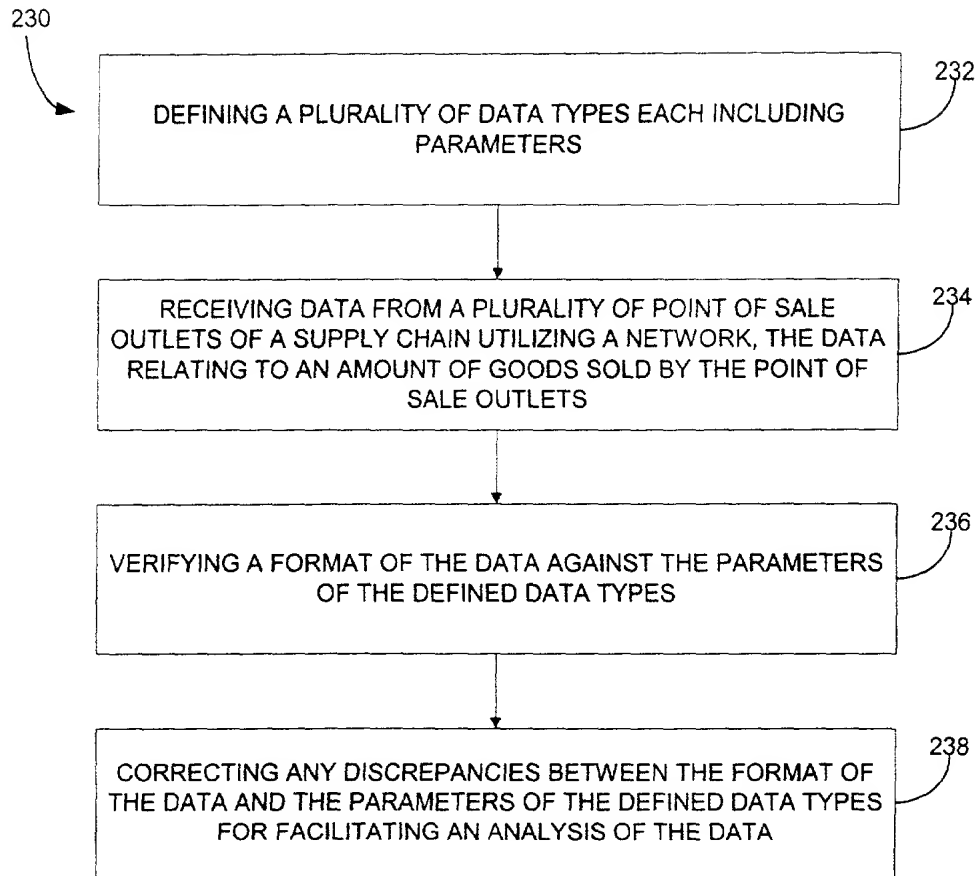 230
232
DEFINING A PLURALITY OF DATA TYPES EACH INCLUDING
PARAMETERS
234
RECEIVING DATA FROM A PLURALITY OF POINT OF SALE
OUTLETS OF A SUPPLY CHAIN UTILIZING A NETWORK, THE DATA
RELATING TO AN AMOUNT OF GOODS SOLD BY THE POINT OF
SALE OUTLETS
236
VERIFYING A FORMAT OF THE DATA AGAINST THE PARAMETERS
OF THE DEFINED DATA TYPES
238
CORRECTING ANY DISCREPANCIES BETWEEN THE FORMAT OF
THE DATA AND THE PARAMETERS OF THE DEFINED DATA TYPES
FOR FACILITATING AN ANALYSIS OF THE DATA